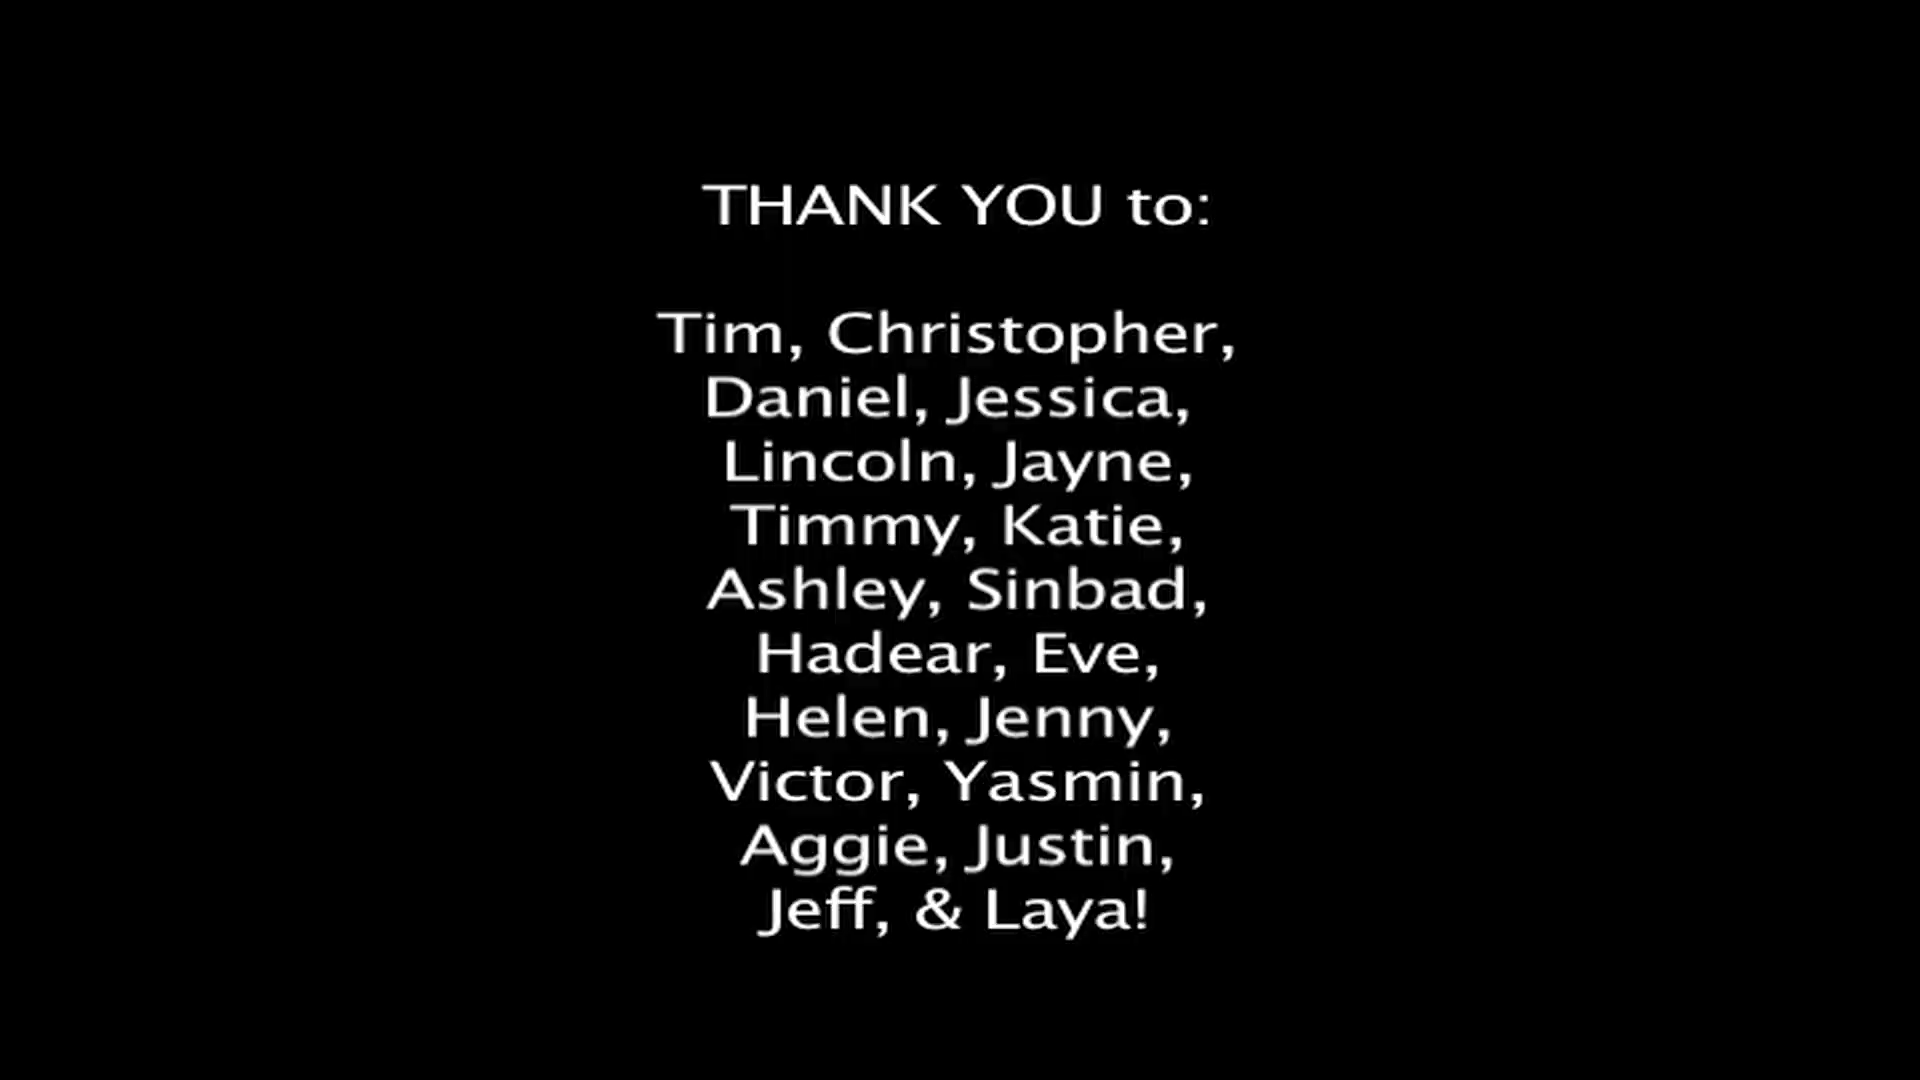 THANK YOU to:
Tim, Christopher,
Daniel, Jessica,
Lincoln, Jayne,
Timmy, Katie,
Ashley, Sinbad,
Hadear, Eve,
Helen, Jenny,
Victor, Yasmin,
Aggie, Justin,
Jeff, & Laya!